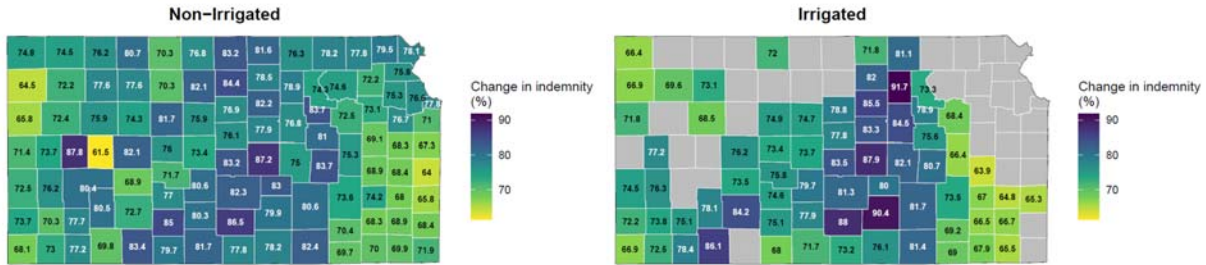 Non−Irrigated
74.8 74.5 76.2 80.7 70.3 76.8 83.2 81.6 76.3 78.2 77.8 79.5 78.1
64.5 72.2 77.6 77.6 70.3 82.1 84.4 78.5 78.9 74.6 72.2 75.3
65.8 72.4 75.9 74.3 81.7 75.9 76.9 82.2 76.8 72.5 73.1 76.7 71
76.1 77.9 81
71.4 73.7 87.8 61.5 82.1 76 73.4 83.2 87.2 75 83.7 75.3 69.1 68.3 67.3
72.5 76.2 80.4 68.9 71.7 80.6 82.3 83 68.9 68.4 64
80.5 72.7 77 80.3 79.9 80.6 73.6 74.2 68 65.8
73.7 70.3 77.7 85 86.5 70.4 68.3 68.9 68.4
68.1 73 77.2 69.8 83.4 79.7 81.7 77.8 78.2 82.4 69.7 70 69.9 71.9
Change in indemnity
(%)
90
80
70
Irrigated
66.4 72 71.8 81.1
66.9 69.6 73.1 82 91.7 73.3
71.8 68.5 74.9 74.7 78.8 85.5 84.5 78.9 68.4
77.2 76.2 73.4 73.7 77.8 83.3 75.6 66.4
83.5 87.9 82.1 80.7 63.9
74.5 76.3 73.5 75.8 79.7 81.3 80 73.5 67 64.8 65.3
72.2 73.8 75.1 78.1 84.2 74.6 77.9 88 90.4 81.7 66.5 66.7
75.1
66.9 72.5 78.4 86.1 68 71.7 73.2 76.1 81.4 69.2 69 67.9 65.5
Change in indemnity
(%)
90
80
70